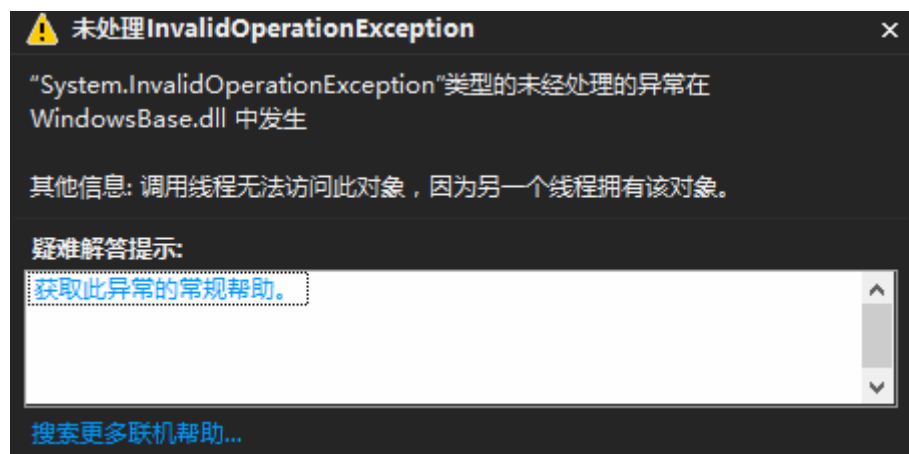 未处理InvalidOperationException
“System.InvalidOperationException”类型的未经处理的异常在
WindowsBase.dll 中发生
其他信息: 调用线程无法访问此对象，因为另一个线程拥有该对象。
疑难解答提示:
获取此异常的常规帮助。
搜索更多联机帮助...